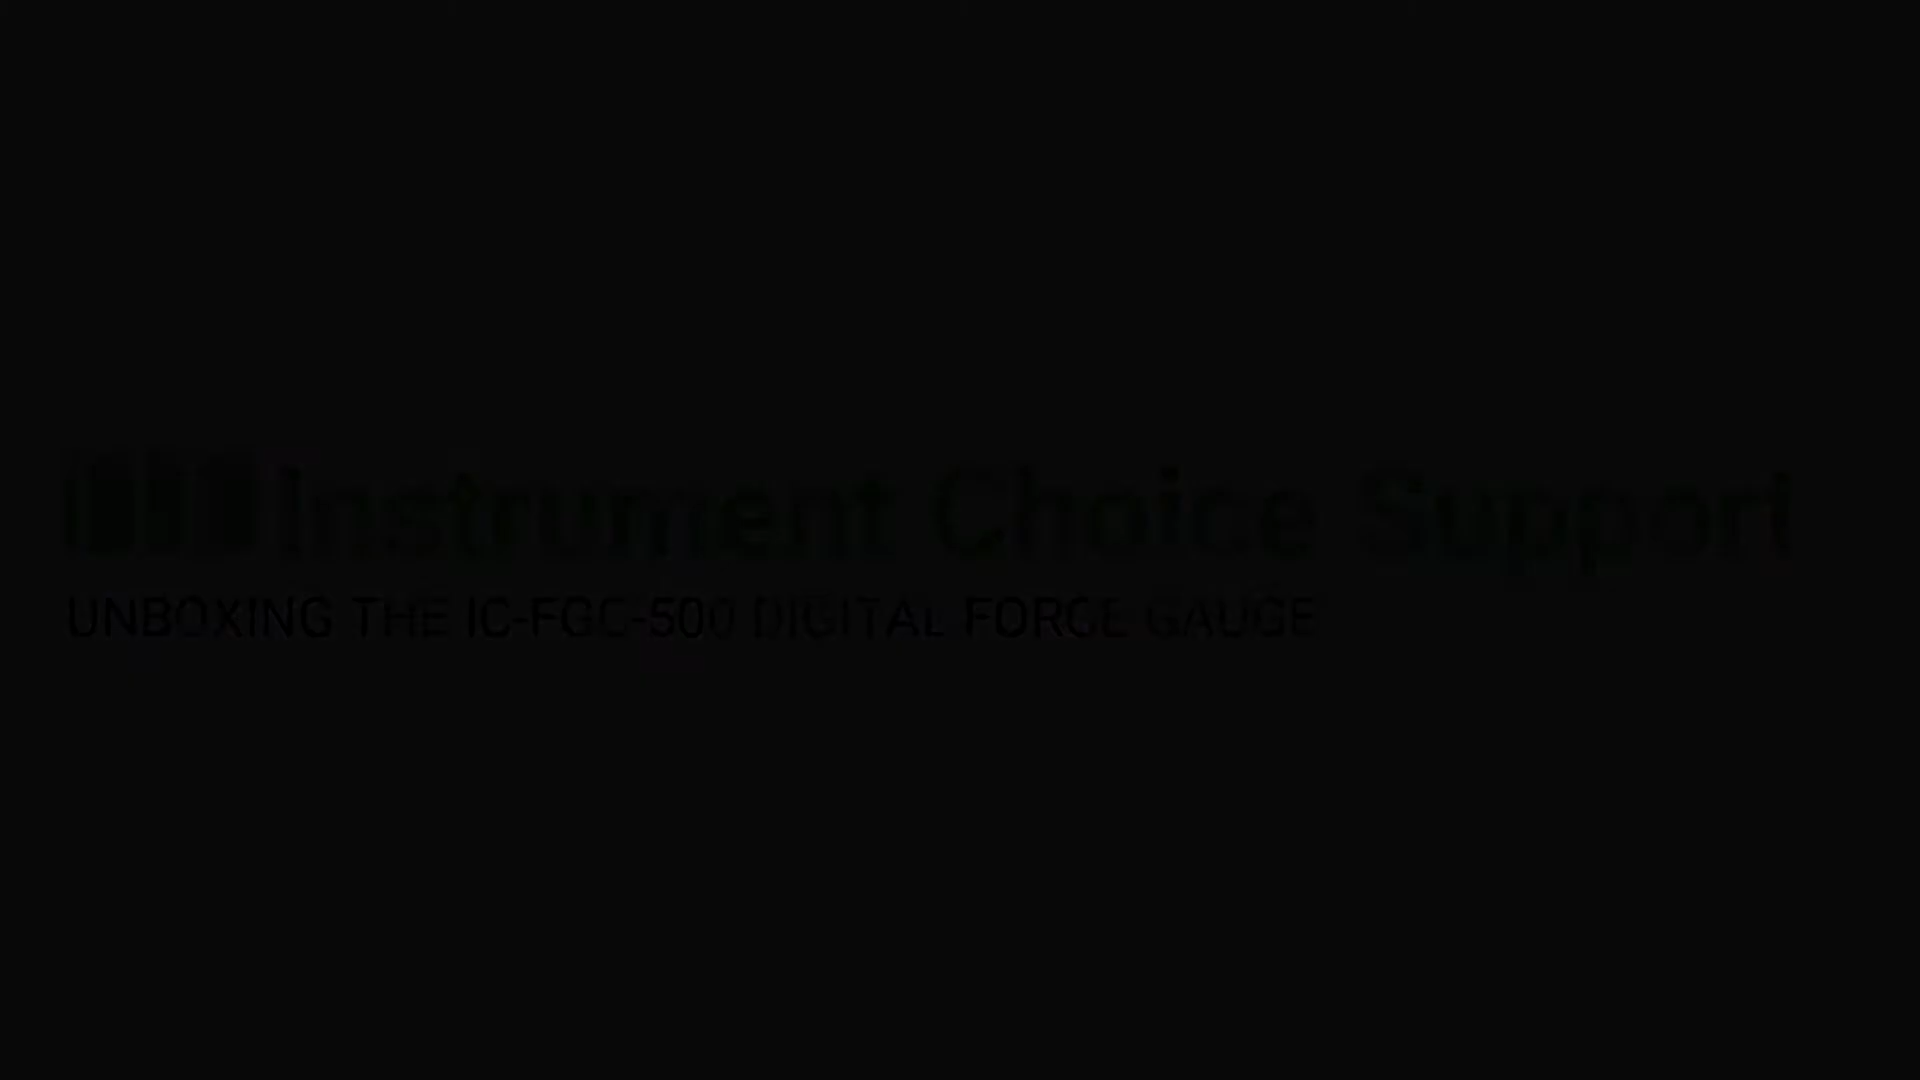 Instrument Choice Support
UNBOXING THE IC-FGC-500 DIGITAL FORCE GAUGE